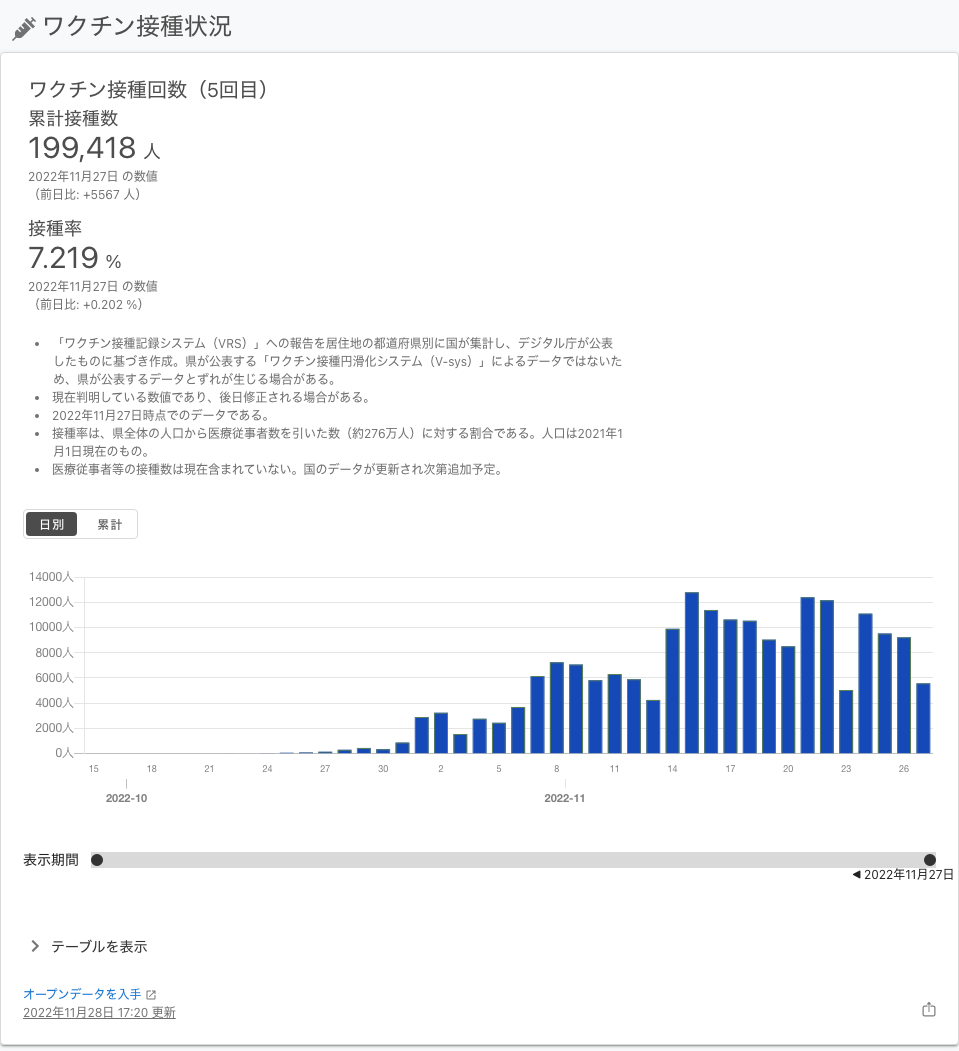 ワクチン接種状況
ワクチン接種回数（5回目）
累計接種数
199,418 人
2022年11月27日 の数値
（前日比: +5567 人）
接種率
7.219 %
2022年11月27日 の数値
（前日比: +0.202 %）
• 「ワクチン接種記録システム（VRS）」への報告を居住地の都道府県別に国が集計し、デジタル庁が公表
したものに基づき作成。県が公表する「ワクチン接種円滑化システム（V-sys）」によるデータではないた
め、県が公表するデータとずれが生じる場合がある。
• 現在判明している数値であり、後日修正される場合がある。
• 2022年11月27日時点でのデータである。
• 接種率は、県全体の人口から医療従事者数を引いた数（約276万人）に対する割合である。人口は2021年1
月1日現在のもの。
• 医療従事者等の接種数は現在含まれていない。国のデータが更新され次第追加予定。
日別 累計
14000人
12000人
10000人
8000人
6000人
4000人
2000人
0人
15 18 21 24 27 30 2 5 8 11 14 17 20 23 26
2022-10 2022-11
表示期間
◀ 2022年11月27日
テーブルを表示
オープンデータを入手
2022年11月28日 17:20 更新